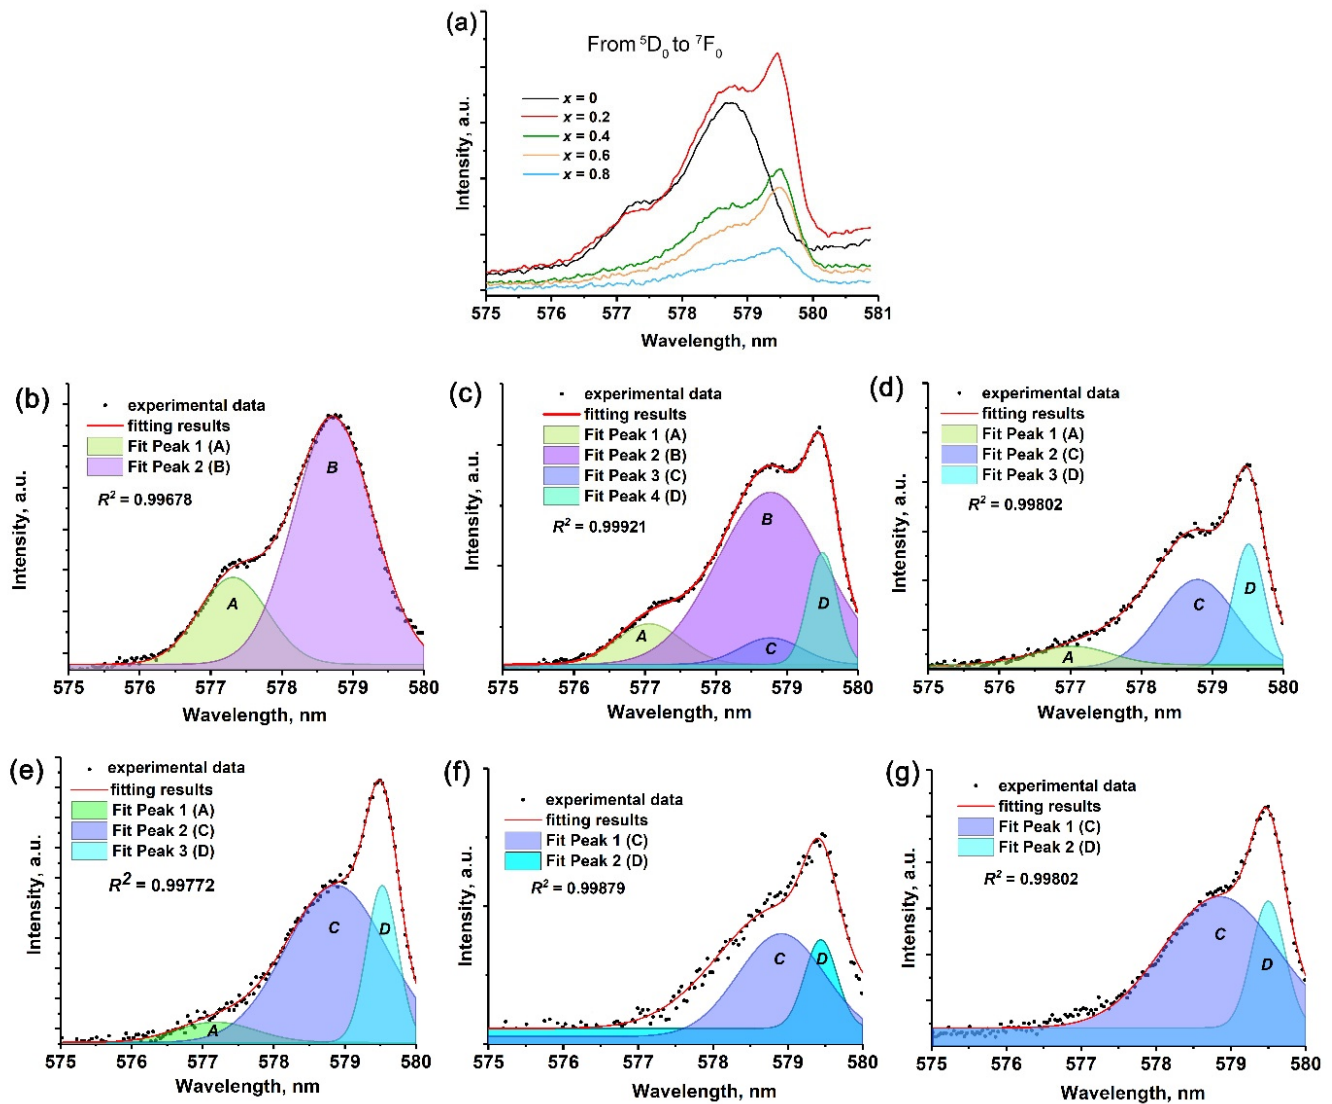 (a)
From ⁵D₀ to ⁷F₀
x = 0
x = 0.2
x = 0.4
x = 0.6
x = 0.8
Intensity, a.u.
575 576 577 578 579 580 581
Wavelength, nm
(b)
experimental data
fitting results
Fit Peak 1 (A)
Fit Peak 2 (B)
R² = 0.99678
A
B
Intensity, a.u.
575 576 577 578 579 580
Wavelength, nm
(c)
experimental data
fitting results
Fit Peak 1 (A)
Fit Peak 2 (B)
Fit Peak 3 (C)
Fit Peak 4 (D)
R² = 0.99921
B
D
A
C
Intensity, a.u.
575 576 577 578 579 580
Wavelength, nm
(d)
experimental data
fitting results
Fit Peak 1 (A)
Fit Peak 2 (C)
Fit Peak 3 (D)
R² = 0.99802
C
D
A
Intensity, a.u.
575 576 577 578 579 580
Wavelength, nm
(e)
experimental data
fitting results
Fit Peak 1 (A)
Fit Peak 2 (C)
Fit Peak 3 (D)
R² = 0.99772
C
D
A
Intensity, a.u.
575 576 577 578 579 580
Wavelength, nm
(f)
experimental data
fitting results
Fit Peak 1 (C)
Fit Peak 2 (D)
R² = 0.99879
C
D
Intensity, a.u.
575 576 577 578 579 580
Wavelength, nm
(g)
experimental data
fitting results
Fit Peak 1 (C)
Fit Peak 2 (D)
R² = 0.99802
C
D
Intensity, a.u.
575 576 577 578 579 580
Wavelength, nm